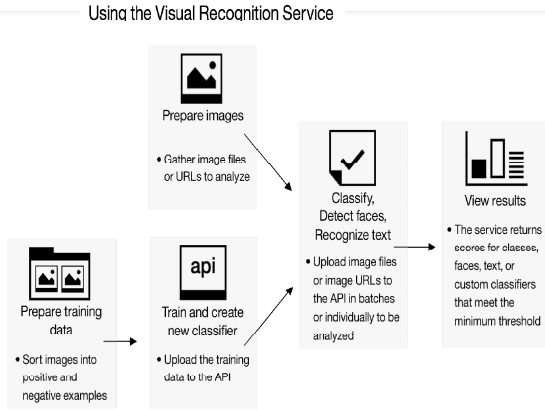 Using the Visual Recognition Service
Prepare images
• Gather image files
or URLs to analyze
Prepare training
data
• Sort images into
positive and
negative examples
api
Train and create
new classifier
• Upload the training
data to the API
Classify,
Detect faces,
Recognize text
• Upload image files
or image URLs to
the API in batches
or individually to be
analyzed
View results
• The service returns
scores for classes,
faces, text, or
custom classifiers
that meet the
minimum threshold